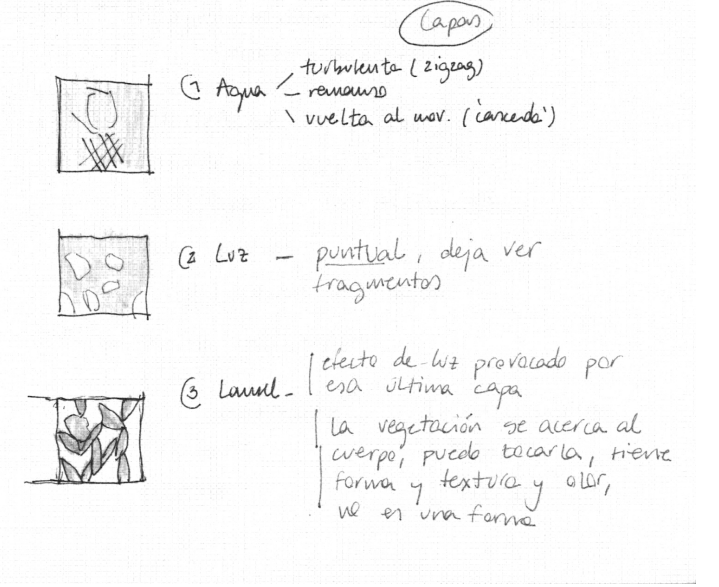 Capas
① Agua
turbulenta (zigzag)
remanso
vuelta al mov. ('cascada')
② Luz – puntual, deja ver
fragmentos
③ Laurel –
efecto de luz provocado por
esa última capa
La vegetación se acerca al
cuerpo, puedo tocarla, tiene
forma y textura y olor,
no es una forma